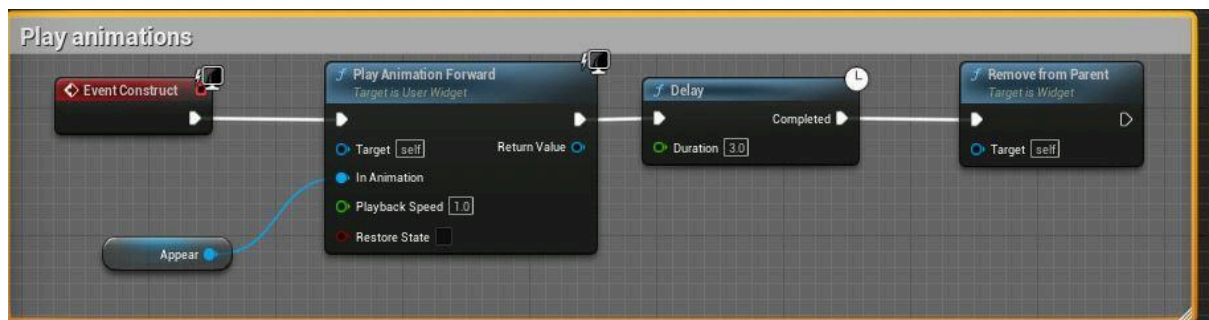 Play animations
Event Construct
f Play Animation Forward
Target is User Widget
Target self
Return Value
In Animation
Playback Speed 1.0
Restore State
Appear
f Delay
Completed
Duration 3.0
f Remove from Parent
Target is Widget
Target self